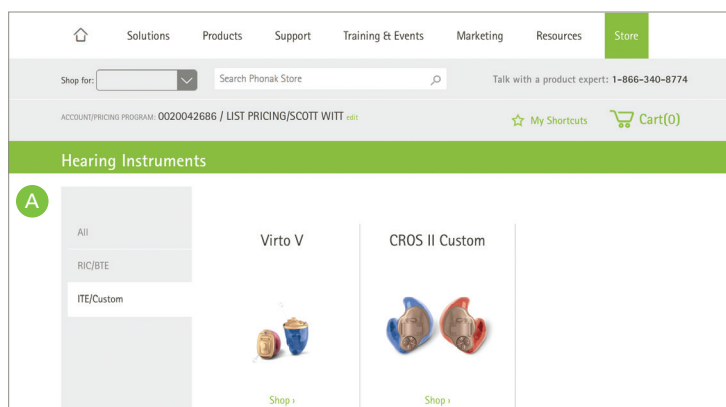 Solutions Products Support Training & Events Marketing Resources Store
Shop for: Search Phonak Store Talk with a product expert: 1-866-340-8774
ACCOUNT/PRICING PROGRAM: 0020042686 / LIST PRICING/SCOTT WITT edit My Shortcuts Cart(0)
Hearing Instruments
A
All
RIC/BTE
ITE/Custom
Virto V
CROS II Custom
Shop ›
Shop ›